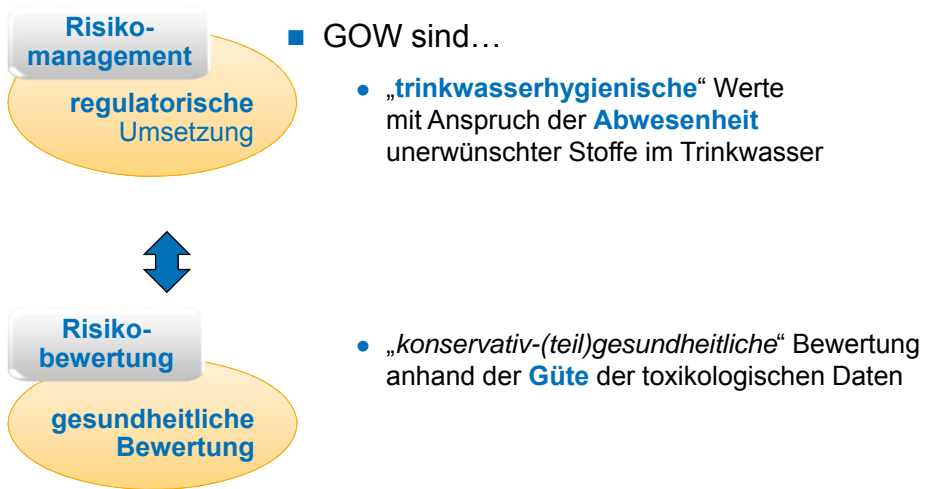 Risiko-
management
regulatorische
Umsetzung
GOW sind…
„trinkwasserhygienische“ Werte
mit Anspruch der Abwesenheit
unerwünschter Stoffe im Trinkwasser
Risiko-
bewertung
gesundheitliche
Bewertung
„konservativ-(teil)gesundheitliche“ Bewertung
anhand der Güte der toxikologischen Daten